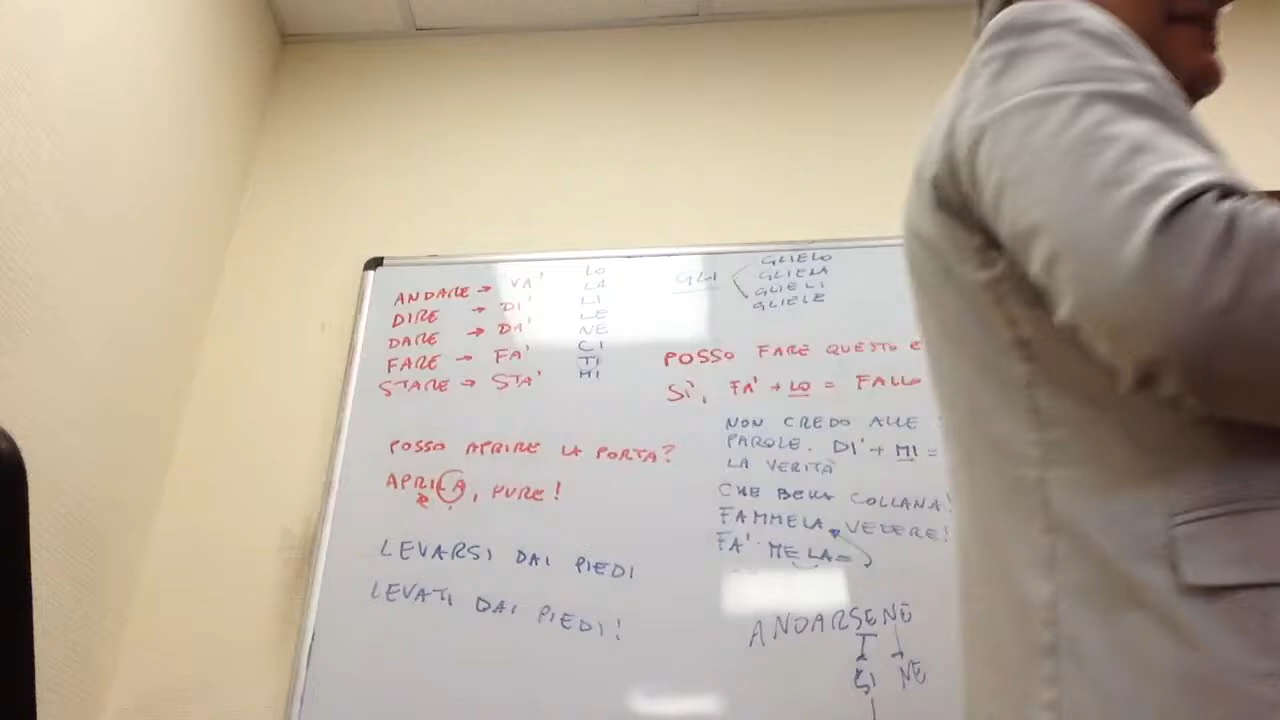 ANDARE → VA'
DIRE → DI'
DARE → DA'
FARE → FA'
STARE → STA'
LO
LA
LI
LE
NE
CI
TI
MI
GLI
GLIELO
GLIELA
GLIELI
GLIELE
POSSO FARE QUESTO E
SÌ, FA' + LO = FALLO
POSSO APRIRE LA PORTA?
APRILA, PURE!
NON CREDO ALLE
PAROLE. DI' + MI =
LA VERITÀ
CHE BELLA COLLANA!
FAMMELA VEDERE!
FA' ME LA =
LEVARSI DAI PIEDI
LEVATI DAI PIEDI!
ANDARSENE
SI NE